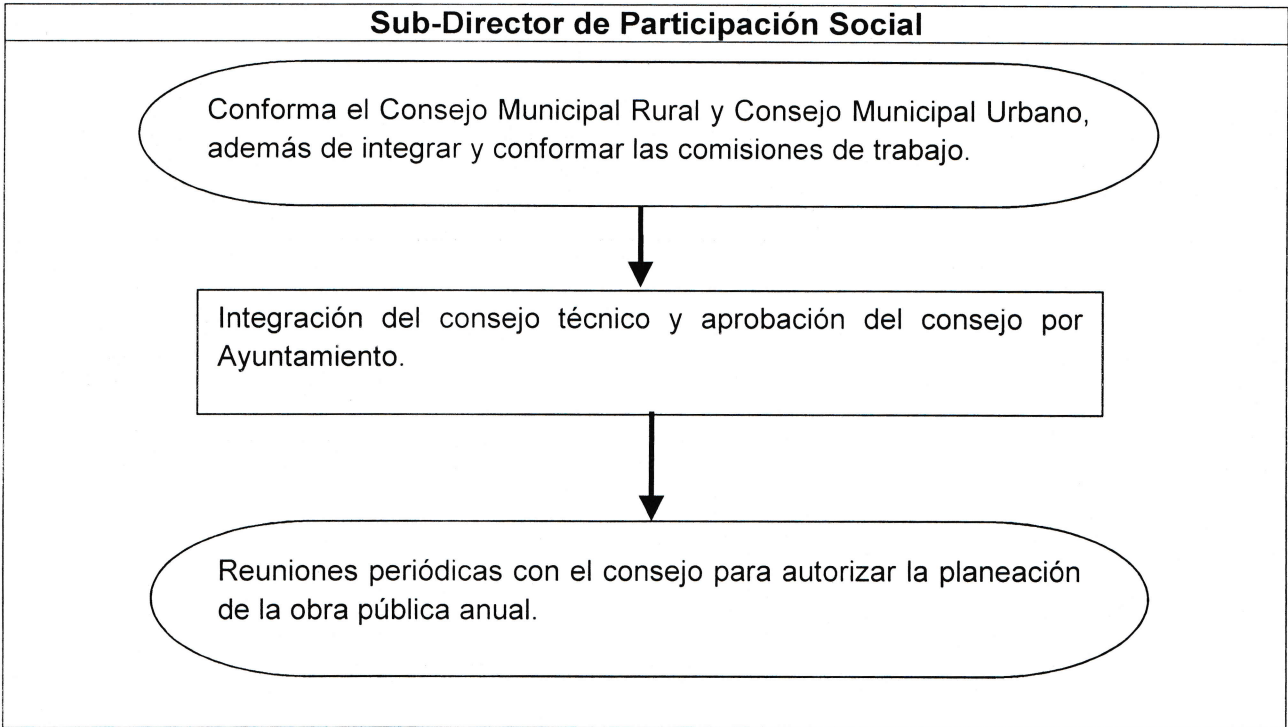 Sub-Director de Participación Social
Conforma el Consejo Municipal Rural y Consejo Municipal Urbano,
además de integrar y conformar las comisiones de trabajo.
Integración del consejo técnico y aprobación del consejo por
Ayuntamiento.
Reuniones periódicas con el consejo para autorizar la planeación
de la obra pública anual.